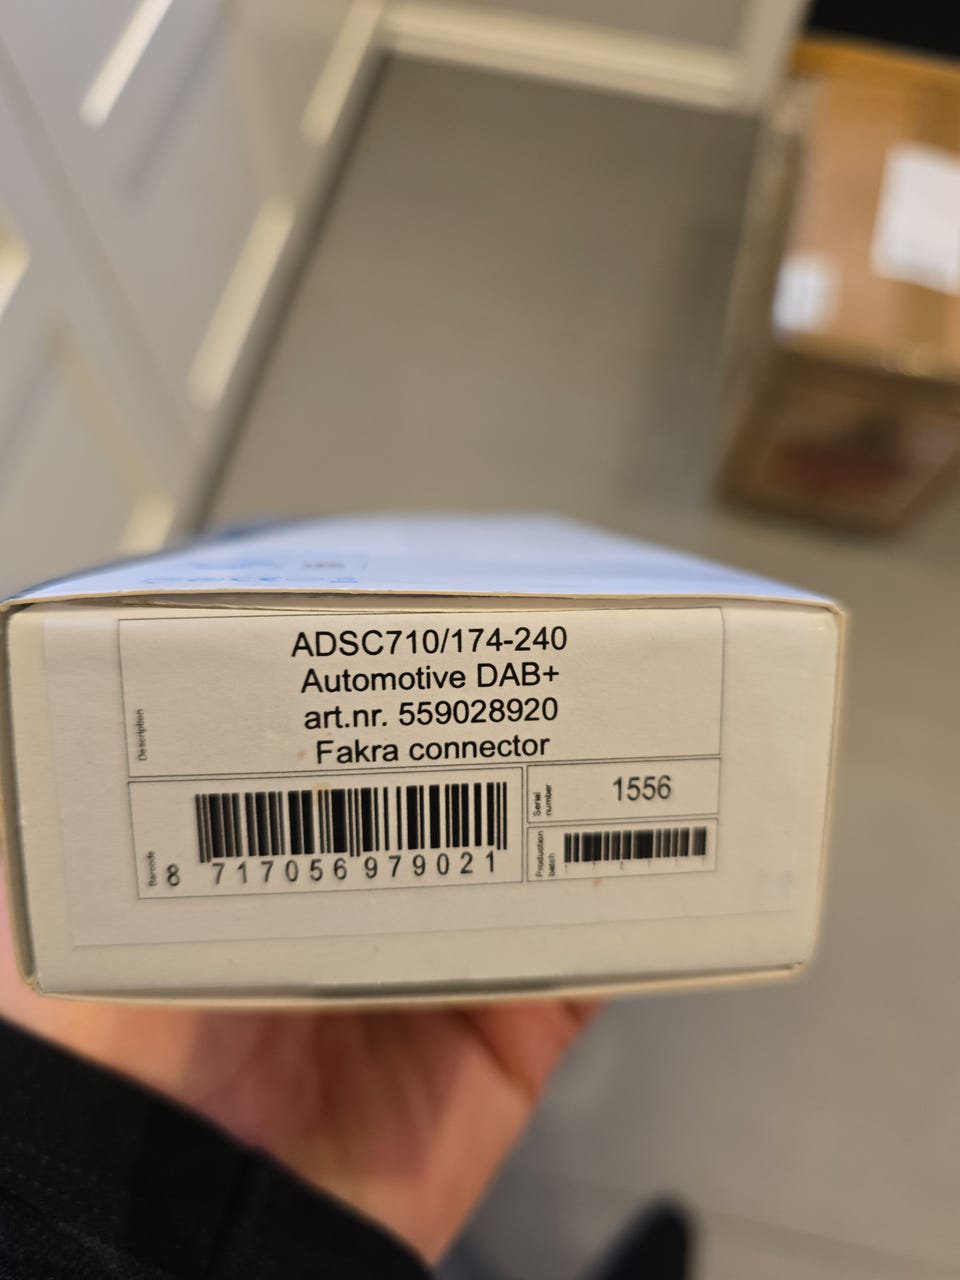 ADSC710/174-240
Automotive DAB+
art.nr. 559028920
Fakra connector
Description
Barcode
8 717056 979021
Serial
number
1556
Production
batch